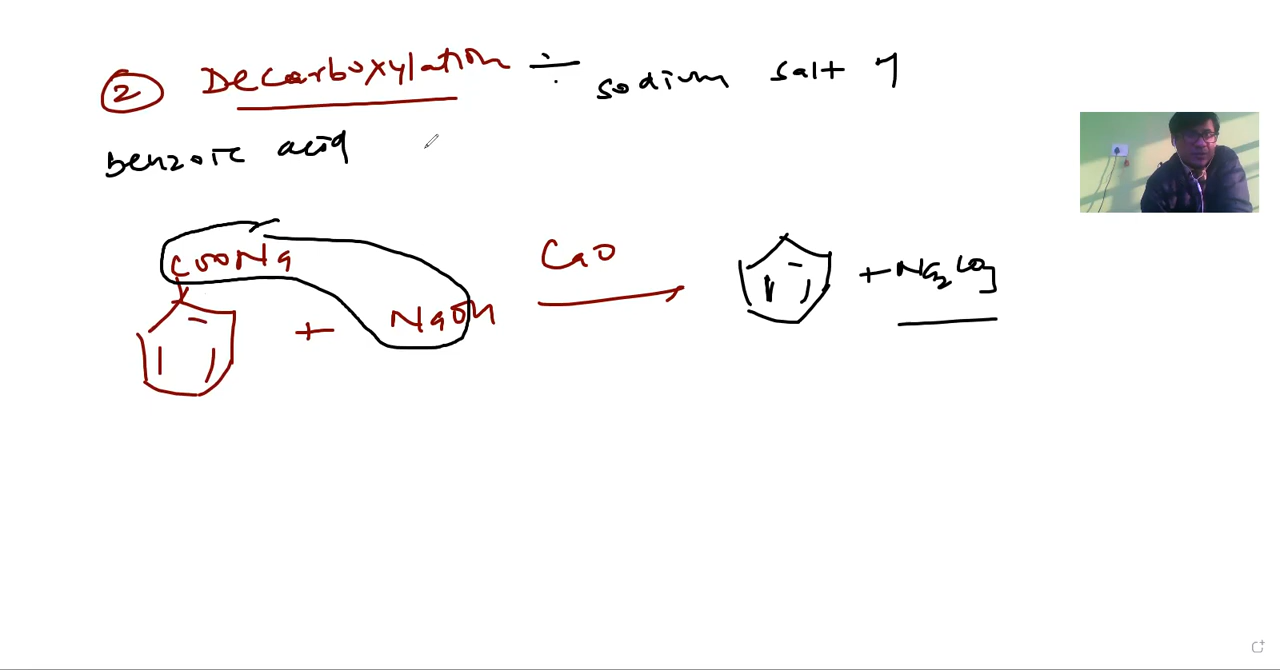 ② Decarboxylation ÷ sodium salt of
benzoic acid
COONa + NaOH CaO + Na2CO3